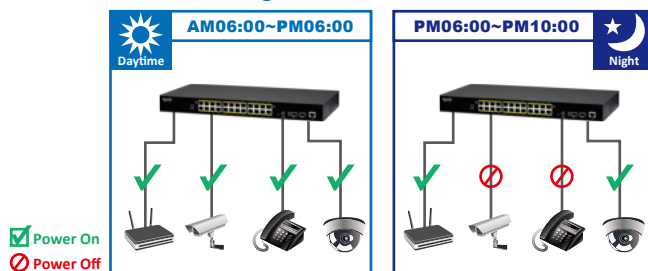 AM06:00~PM06:00
Daytime
PM06:00~PM10:00
Night
Power On
Power Off